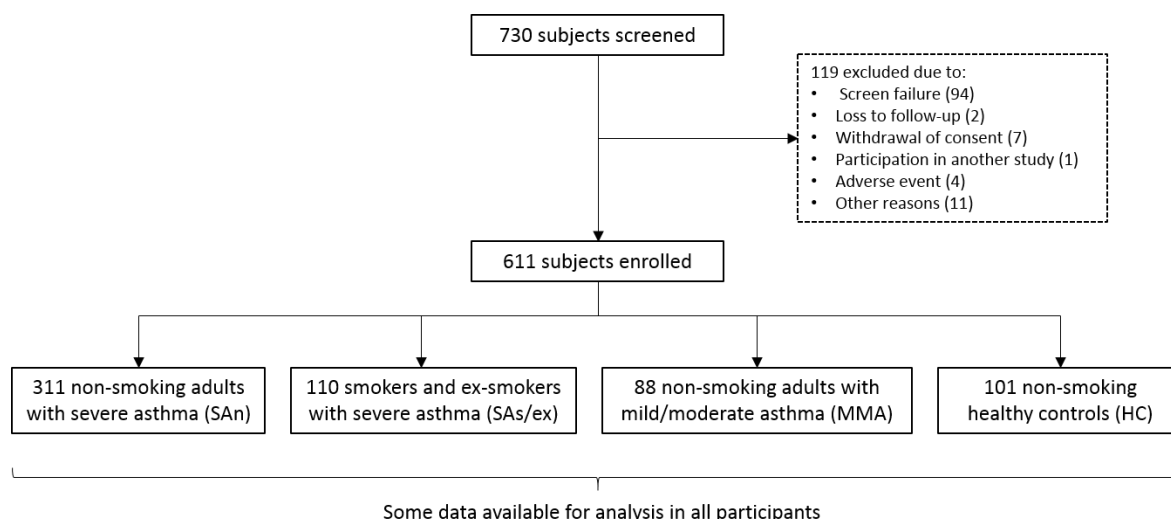 730 subjects screened
119 excluded due to:
• Screen failure (94)
• Loss to follow-up (2)
• Withdrawal of consent (7)
• Participation in another study (1)
• Adverse event (4)
• Other reasons (11)
611 subjects enrolled
311 non-smoking adults
with severe asthma (SAn)
110 smokers and ex-smokers
with severe asthma (SAs/ex)
88 non-smoking adults with
mild/moderate asthma (MMA)
101 non-smoking
healthy controls (HC)
Some data available for analysis in all participants